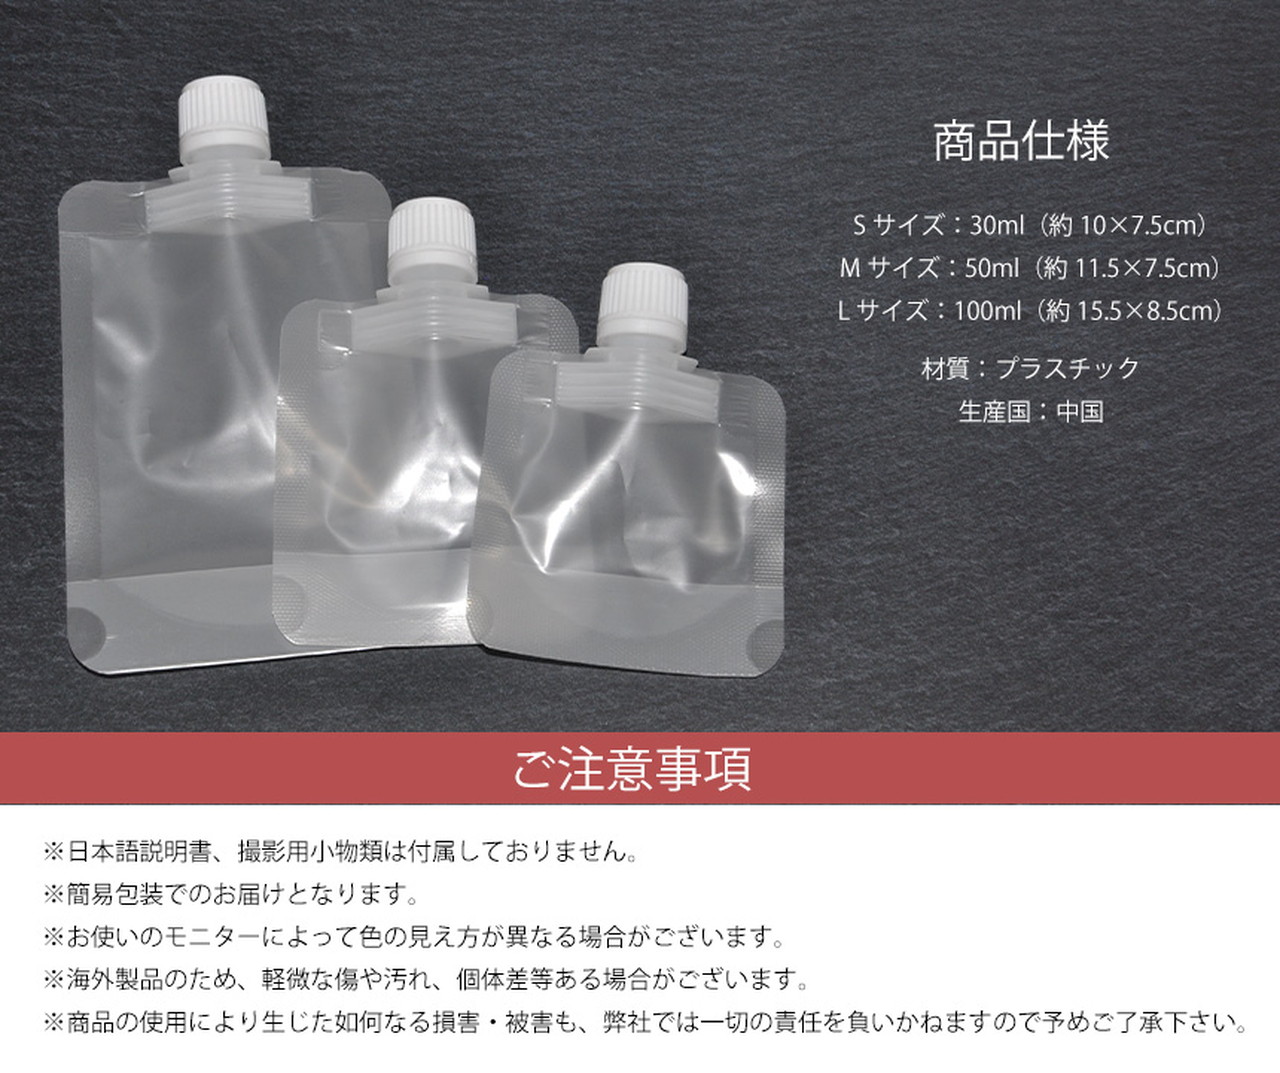 商品仕様
Sサイズ：30ml（約10×7.5cm）
Mサイズ：50ml（約11.5×7.5cm）
Lサイズ：100ml（約15.5×8.5cm）
材質：プラスチック
生産国：中国
ご注意事項
※日本語説明書、撮影用小物類は付属しておりません。
※簡易包装でのお届けとなります。
※お使いのモニターによって色の見え方が異なる場合がございます。
※海外製品のため、軽微な傷や汚れ、個体差等ある場合がございます。
※商品の使用により生じた如何なる損害・被害も、弊社では一切の責任を負いかねますので予めご了承下さい。